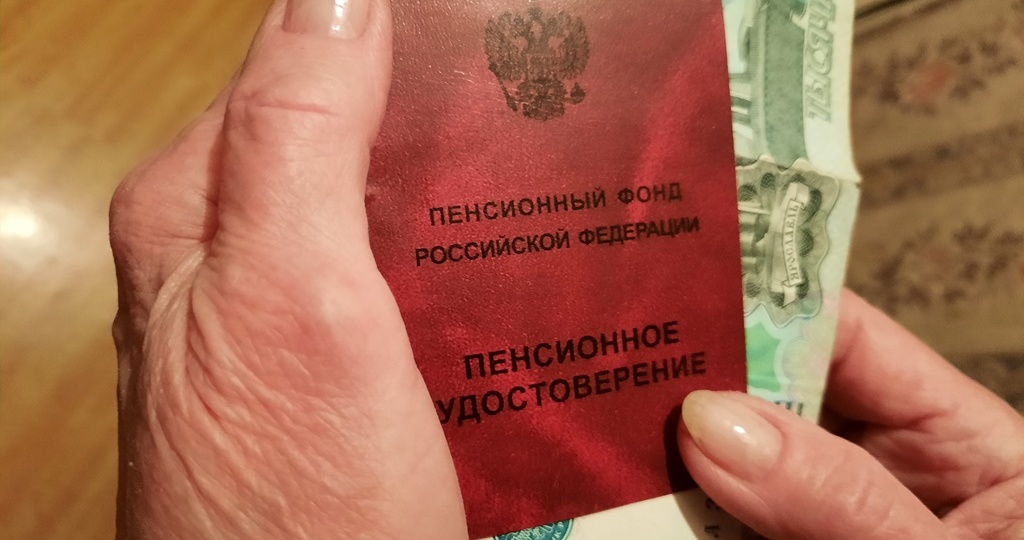 ПЕНСИОННЫЙ ФОНД
РОССИЙСКОЙ ФЕДЕРАЦИИ
ПЕНСИОННОЕ
УДОСТОВЕРЕНИЕ